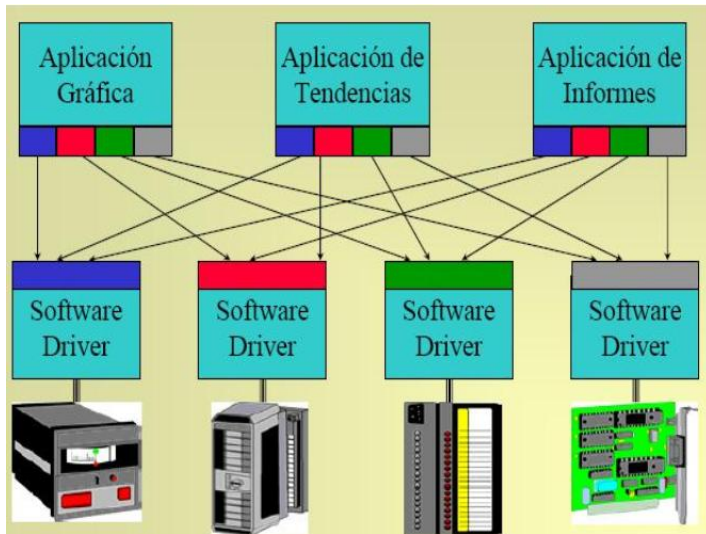 Aplicación
Gráfica
Aplicación de
Tendencias
Aplicación de
Informes
Software
Driver
Software
Driver
Software
Driver
Software
Driver